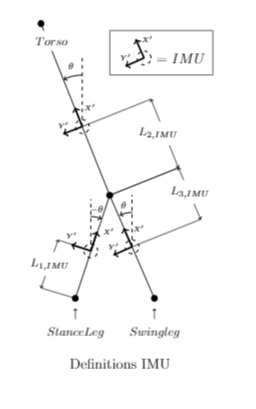 Torso
X'
Y'
= IMU
θ
X'
Y'
L2,IMU
L3,IMU
-θ
θ
Y'
X'
X'
Y'
L1,IMU
StanceLeg
Swingleg
Definitions IMU